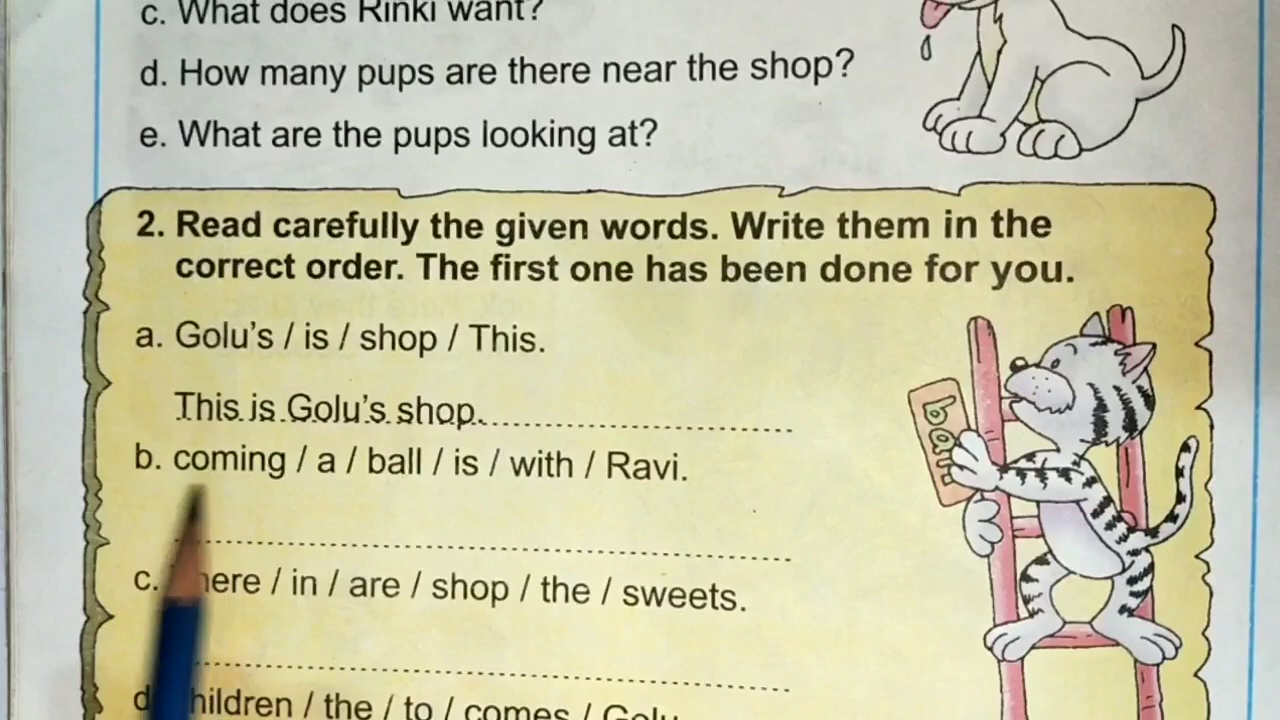 c. What does Rinki want?
d. How many pups are there near the shop?
e. What are the pups looking at?
2. Read carefully the given words. Write them in the
correct order. The first one has been done for you.
a. Golu's / is / shop / This.
This is Golu's shop.
b. coming / a / ball / is / with / Ravi.
ball
c. here / in / are / shop / the / sweets.
d. hildren / the / to / comes / Golu.